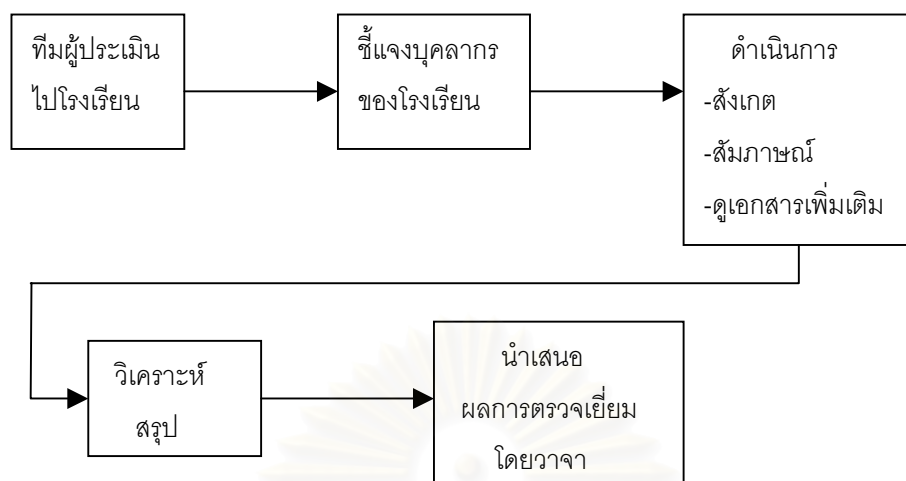 ทีมผู้ประเมิน
ไปโรงเรียน
ชี้แจงบุคลากร
ของโรงเรียน
ดำเนินการ
-สังเกต
-สัมภาษณ์
-ดูเอกสารเพิ่มเติม
วิเคราะห์
สรุป
นำเสนอ
ผลการตรวจเยี่ยม
โดยวาจา